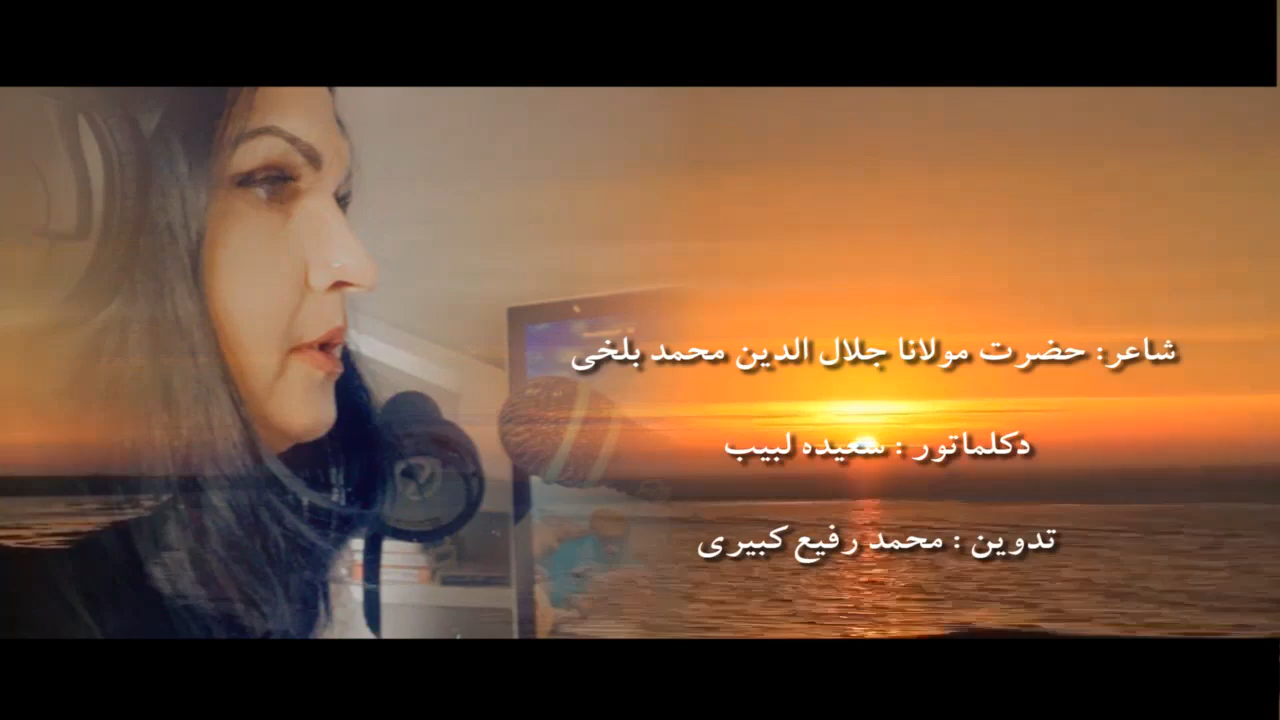 شاعر: حضرت مولانا جلال الدین محمد بلخی
دکلماتور : سعیده لبیب
تدوین : محمد رفیع کبیری